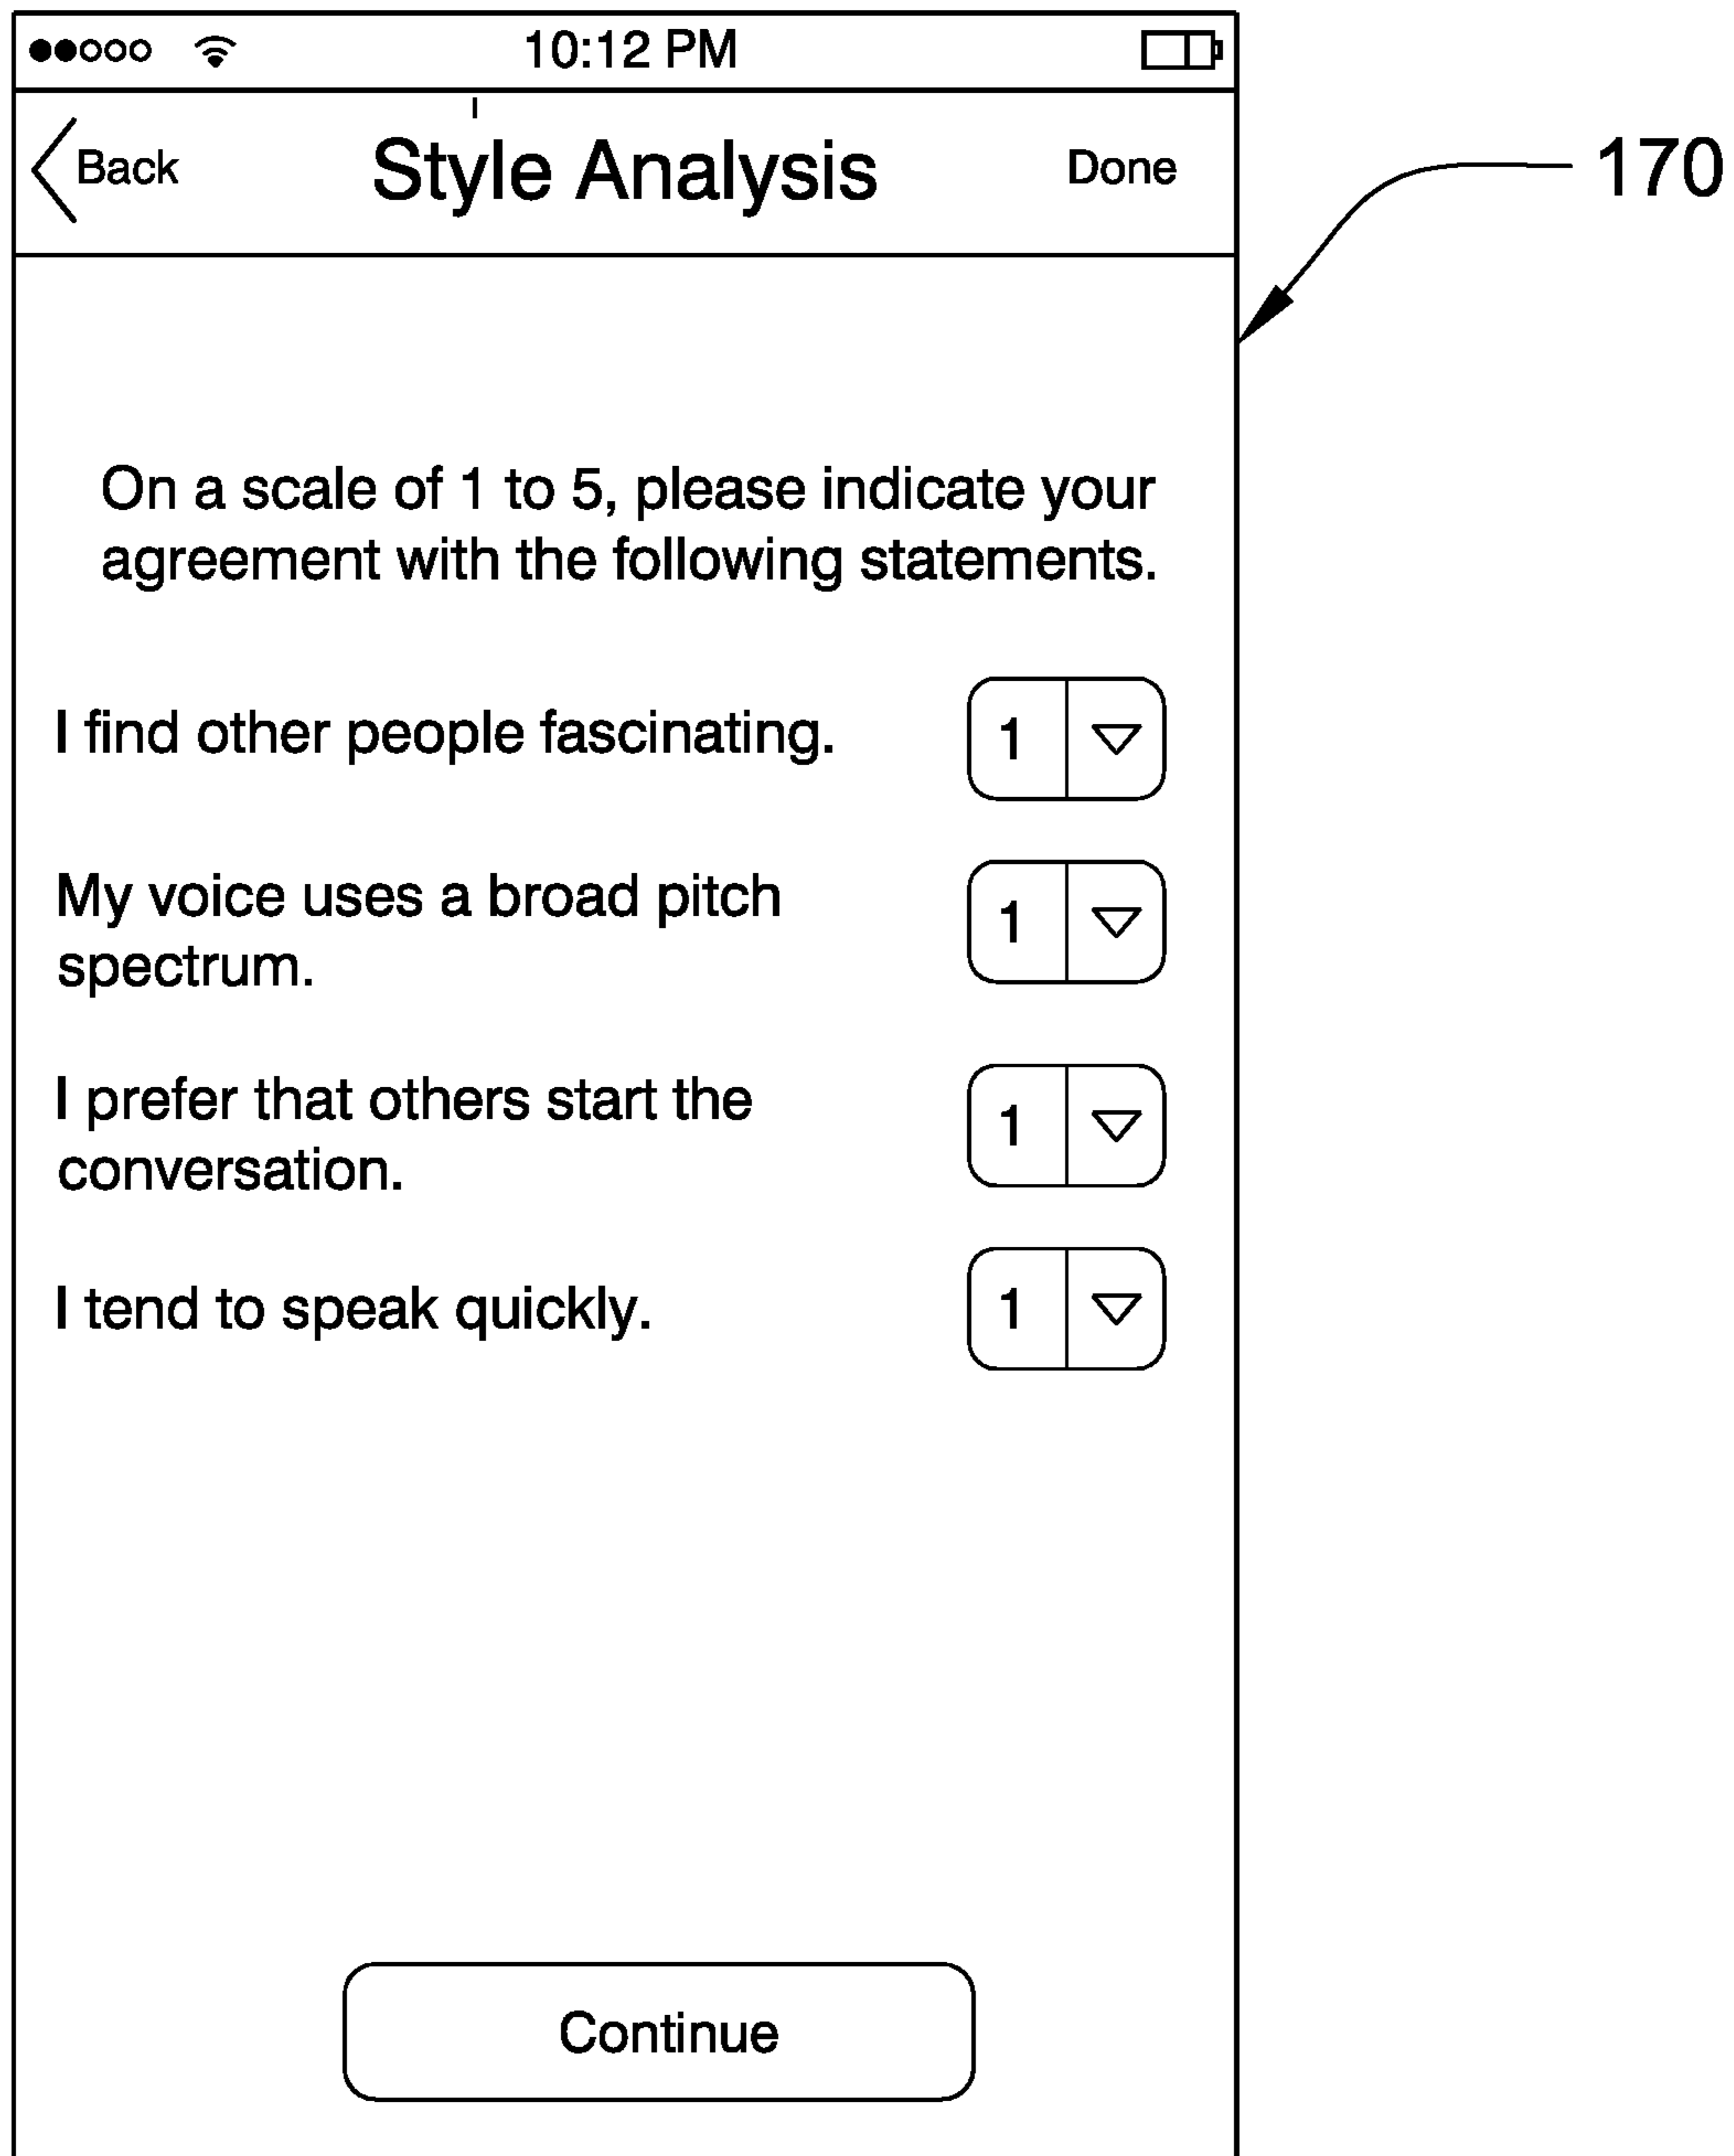 10:12 PM
Back
Style Analysis
Done
170
On a scale of 1 to 5, please indicate your
agreement with the following statements.
I find other people fascinating.
1
My voice uses a broad pitch
spectrum.
1
I prefer that others start the
conversation.
1
I tend to speak quickly.
1
Continue